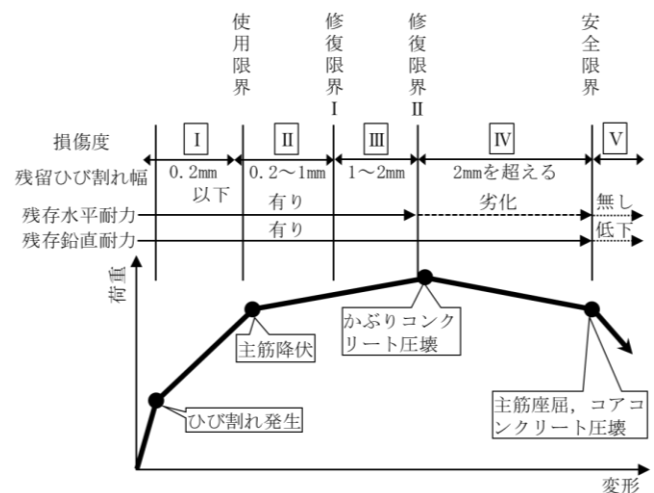 使用限界
修復限界Ⅰ
修復限界Ⅱ
安全限界
損傷度
Ⅰ
Ⅱ
Ⅲ
Ⅳ
Ⅴ
残留ひび割れ幅
0.2mm
以下
0.2～1mm
1～2mm
2mmを超える
残存水平耐力
有り
劣化
無し
残存鉛直耐力
有り
低下
荷重
主筋降伏
かぶりコンク
リート圧壊
ひび割れ発生
主筋座屈，コアコ
ンクリート圧壊
変形